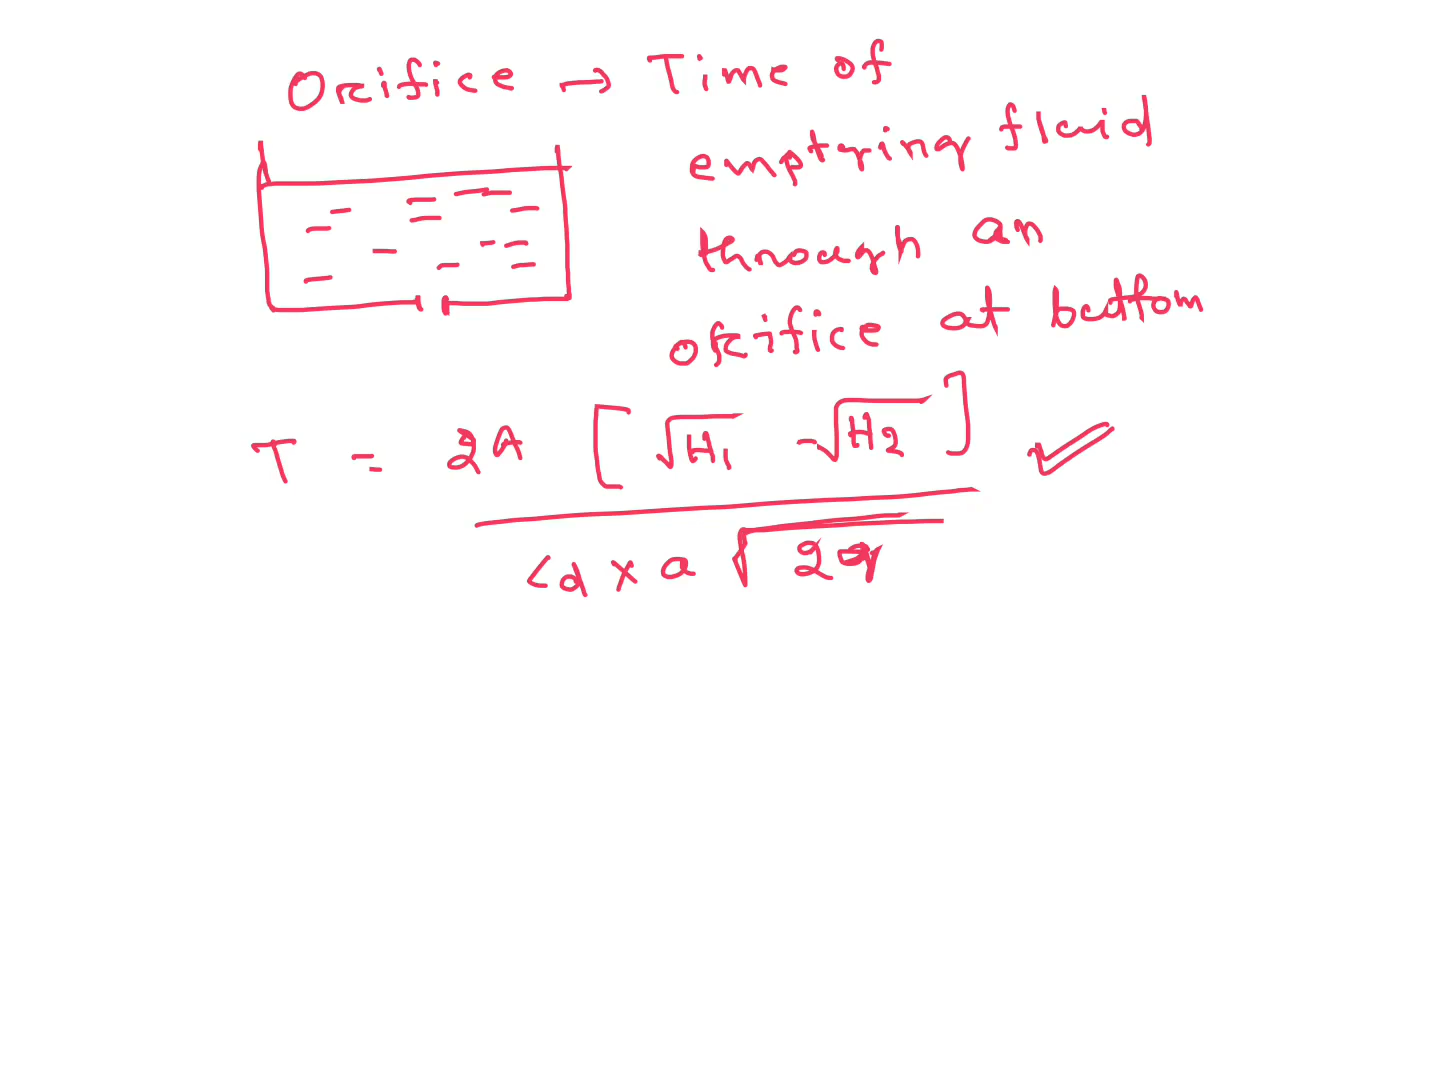 Orifice → Time of
emptying fluid
through an
orifice at bottom
T = 2A [√H₁ - √H₂]
Cd × a √2g